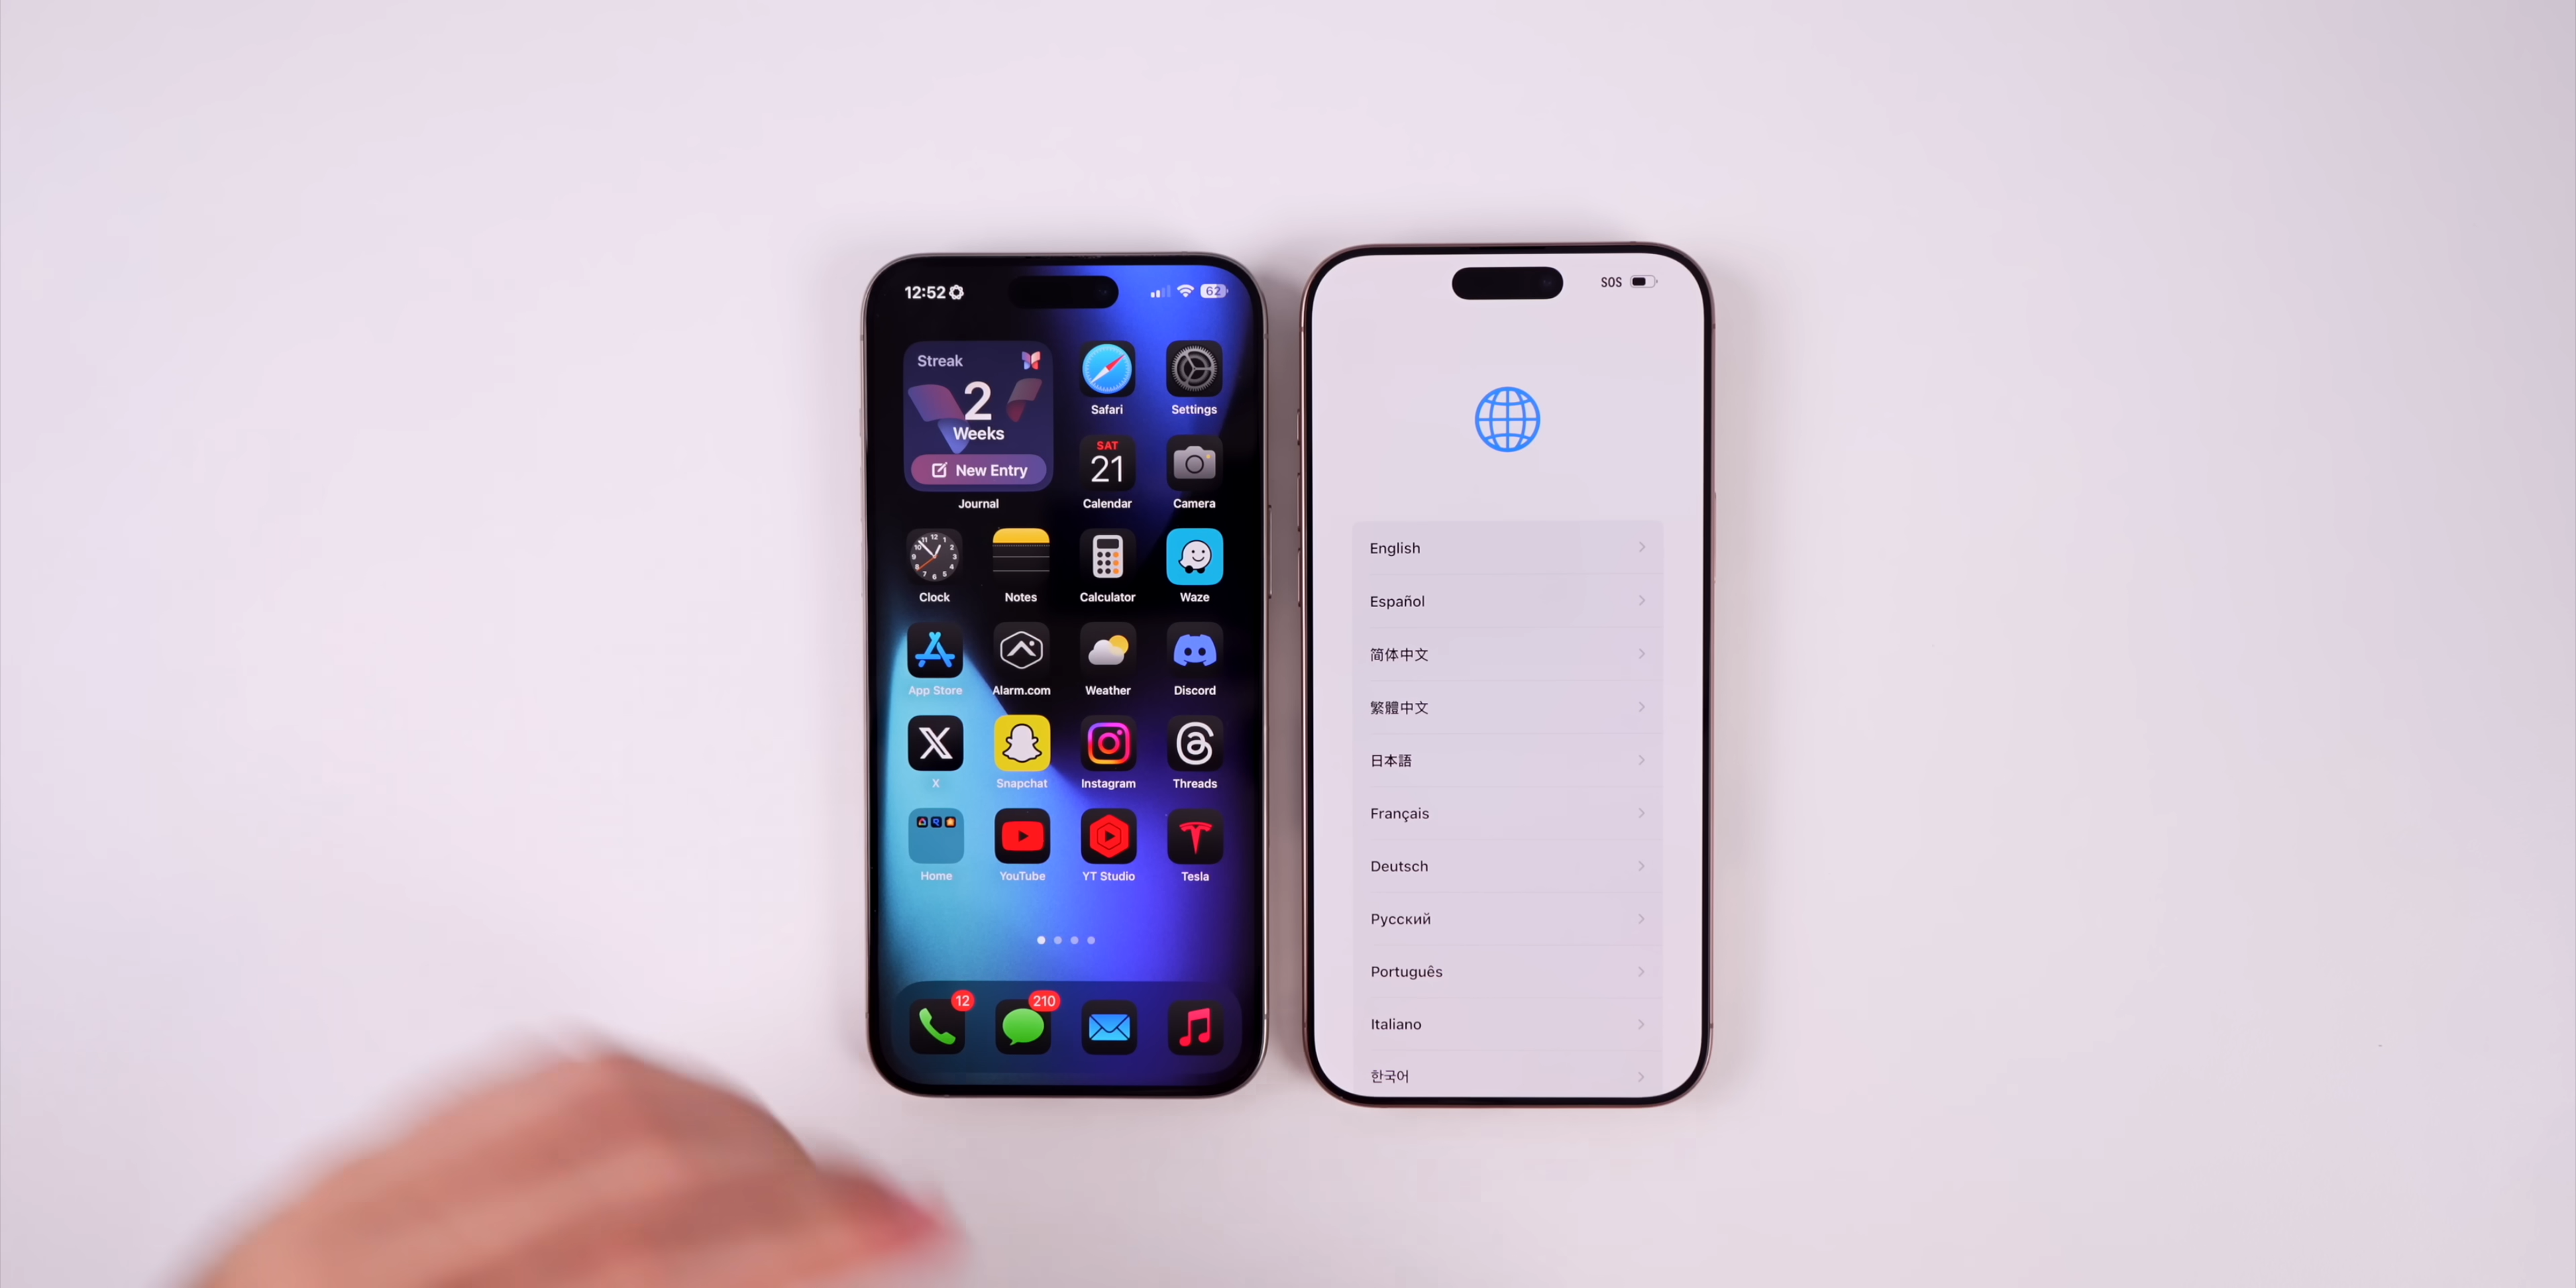 12:52
62
Streak
2
Weeks
New Entry
Journal
Safari
Settings
SAT
21
Calendar
Camera
Clock
Notes
Calculator
Waze
App Store
Alarm.com
Weather
Discord
X
Snapchat
Instagram
Threads
Home
YouTube
YT Studio
Tesla
12
210
SOS
English
Español
简体中文
繁體中文
日本語
Français
Deutsch
Русский
Português
Italiano
한국어